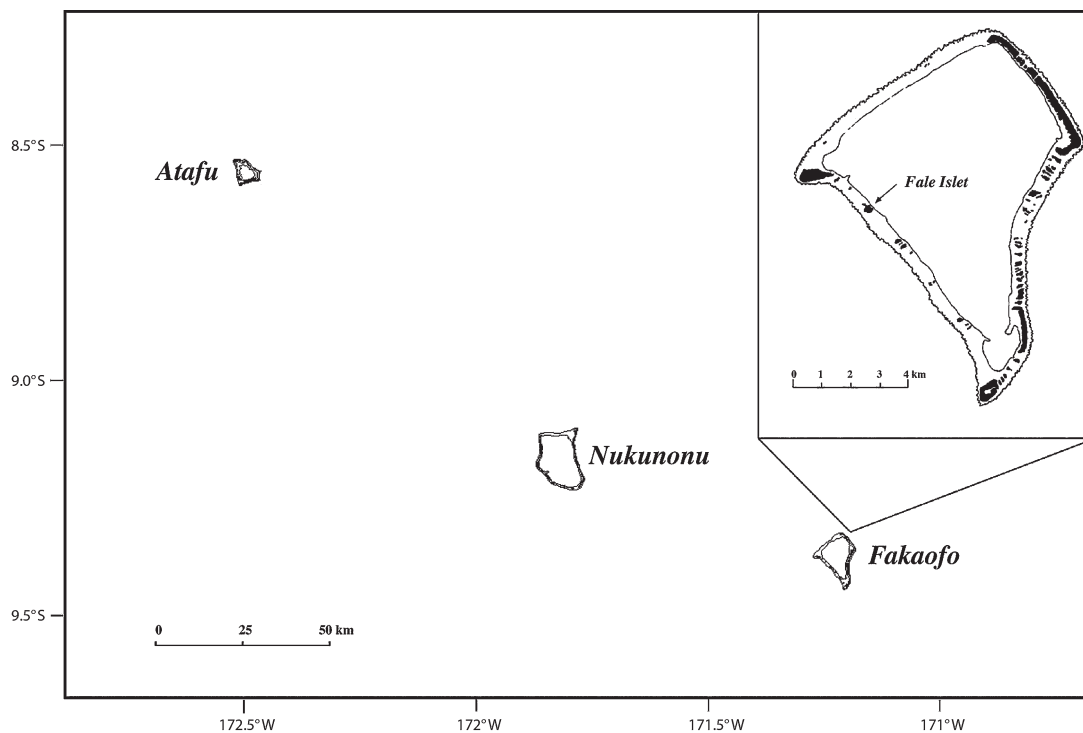 8.5°S
Atafu
Fale Islet
0 1 2 3 4 km
9.0°S
Nukunonu
Fakaofo
9.5°S
0 25 50 km
172.5°W 172°W 171.5°W 171°W